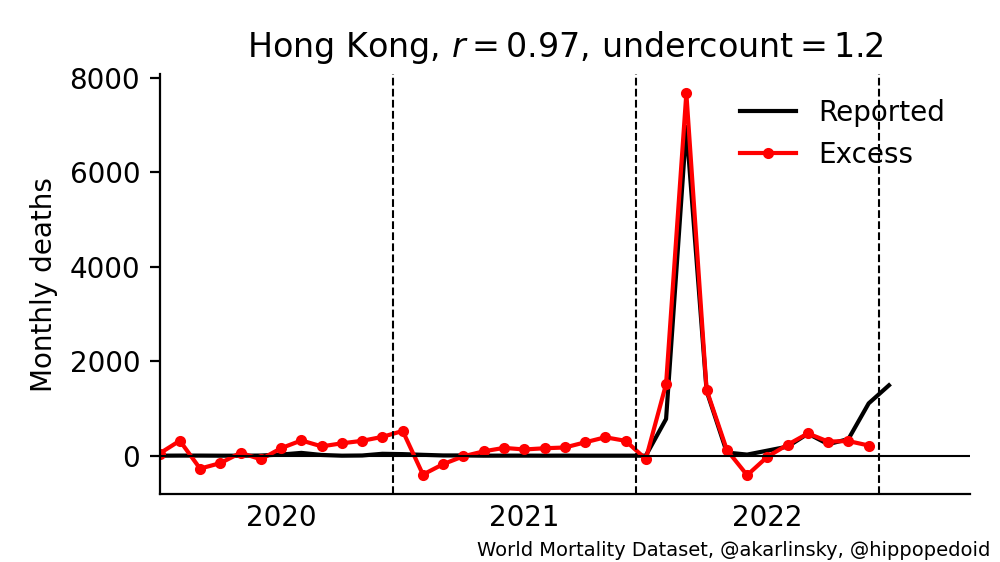 Hong Kong, r = 0.97, undercount = 1.2
8000
6000
4000
2000
0
Monthly deaths
Reported
Excess
2020 2021 2022
World Mortality Dataset, @akarlinsky, @hippopedoid